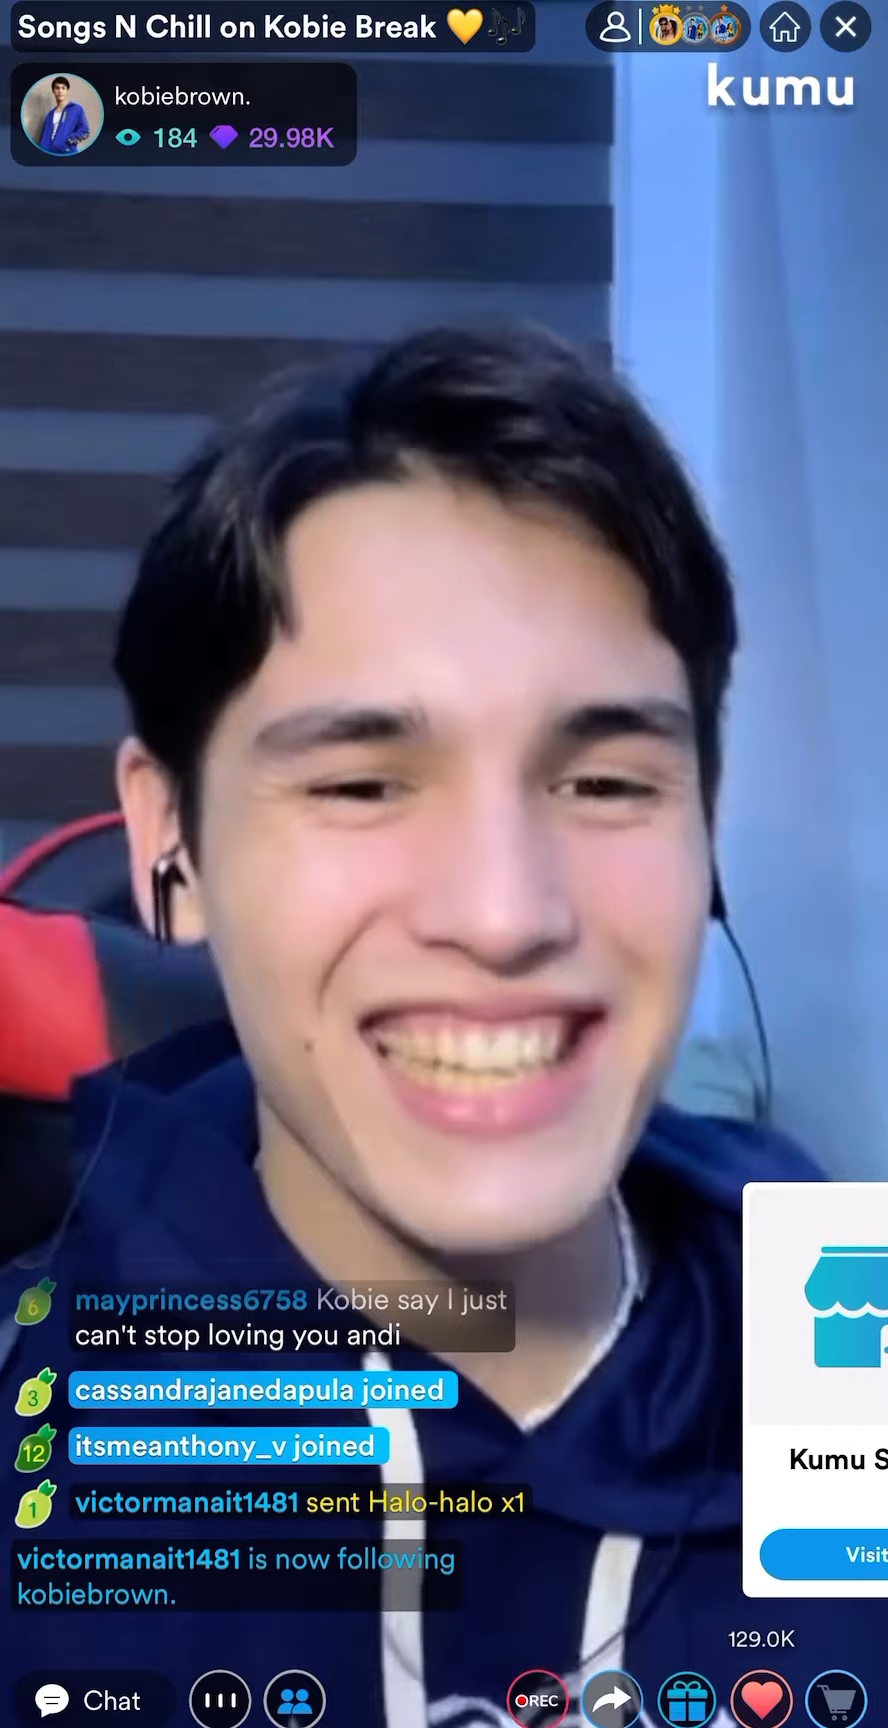 Songs N Chill on Kobie Break 💛🎶
kobiebrown.
184 29.98K
kumu
6 mayprincess6758 Kobie say I just
can't stop loving you andi
3 cassandrajanedapula joined
12 itsmeanthony_v joined
1 victormanait1481 sent Halo-halo x1
victormanait1481 is now following
kobiebrown.
Kumu S
Visit
129.0K
Chat
REC